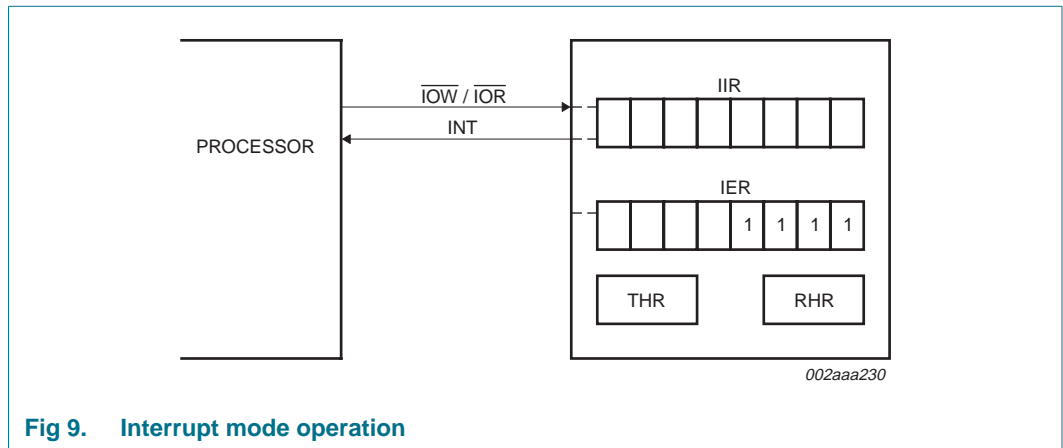 IIR
IOW / IOR
INT
PROCESSOR
IER
1 1 1 1
THR RHR
002aaa230
Fig 9. Interrupt mode operation